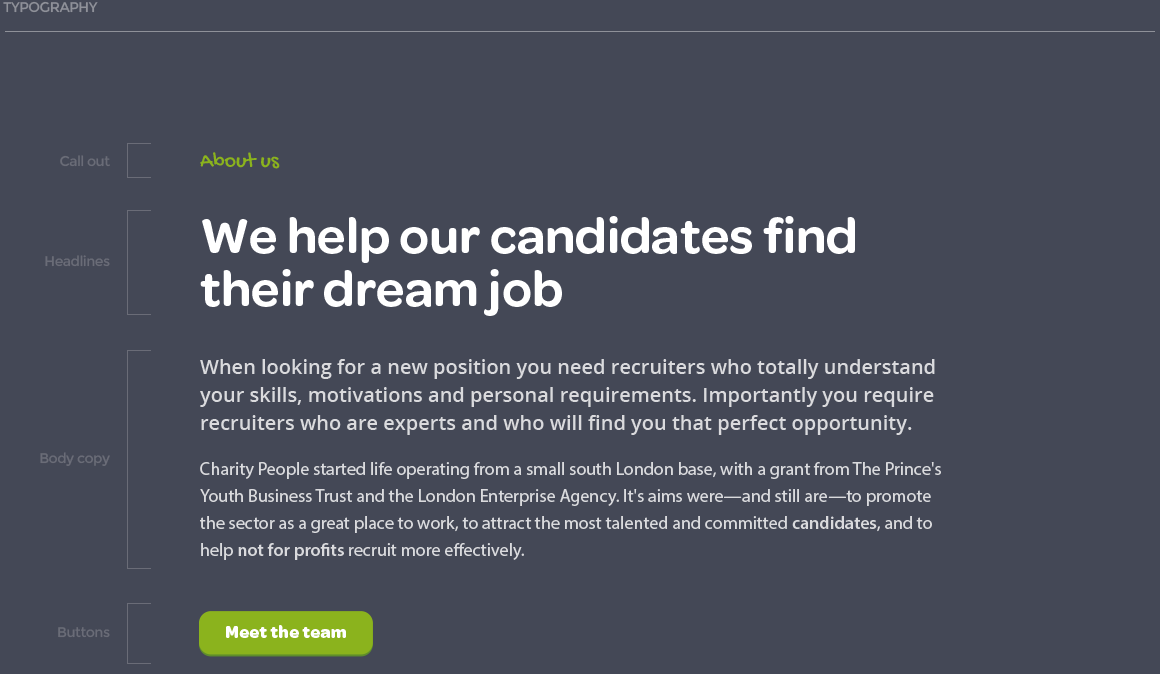 TYPOGRAPHY
Call out
About us
Headlines
We help our candidates find
their dream job
Body copy
When looking for a new position you need recruiters who totally understand
your skills, motivations and personal requirements. Importantly you require
recruiters who are experts and who will find you that perfect opportunity.
Charity People started life operating from a small south London base, with a grant from The Prince's
Youth Business Trust and the London Enterprise Agency. It's aims were—and still are—to promote
the sector as a great place to work, to attract the most talented and committed candidates, and to
help not for profits recruit more effectively.
Buttons
Meet the team